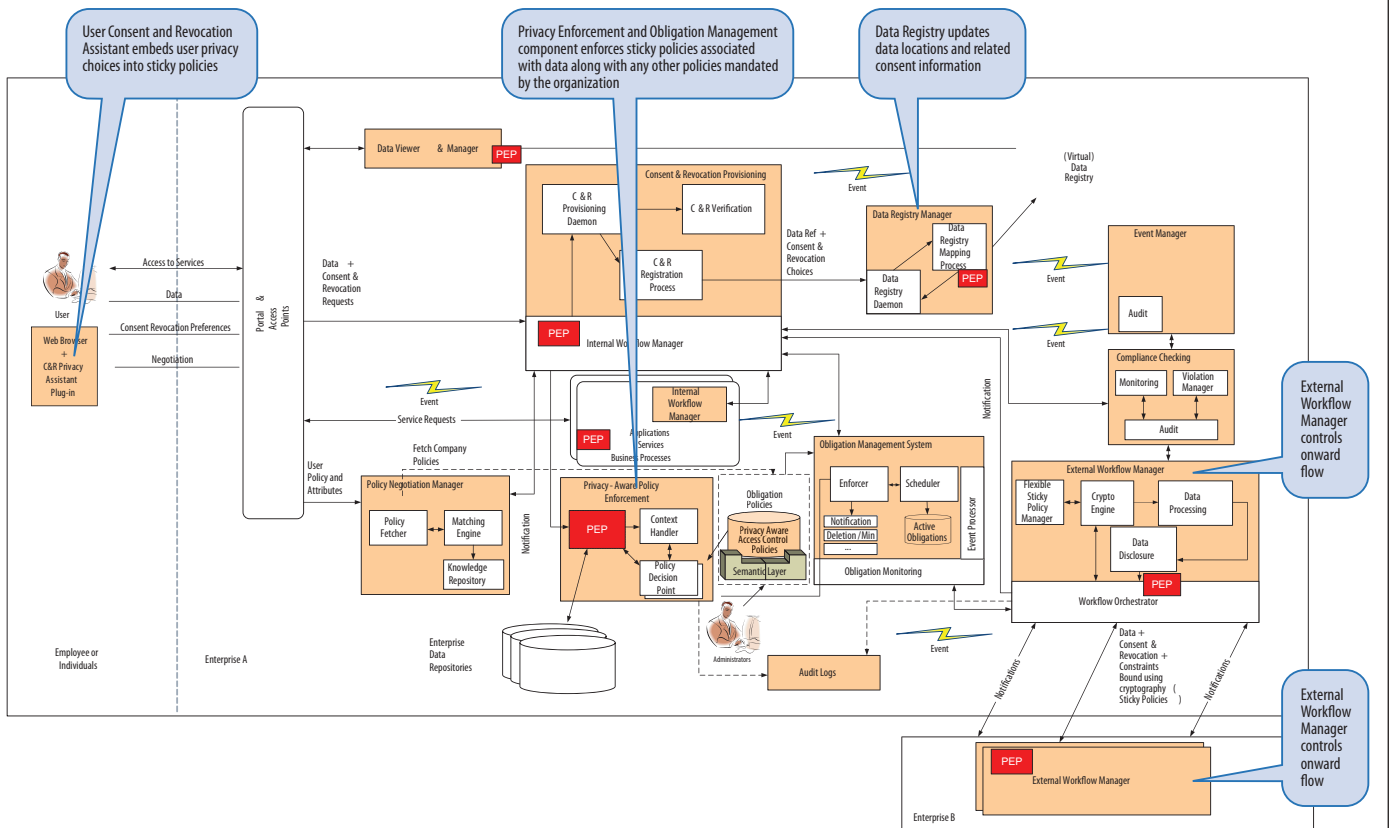 User Consent and Revocation
Assistant embeds user privacy
choices into sticky policies
Privacy Enforcement and Obligation Management
component enforces sticky policies associated
with data along with any other policies mandated
by the organization
Data Registry updates
data locations and related
consent information
Data Viewer & Manager
PEP
Consent & Revocation Provisioning
C & R
Provisioning
Daemon
C & R Verification
C & R
Registration
Process
PEP
Internal Workflow Manager
Event
(Virtual)
Data
Registry
Data Registry Manager
Data
Registry
Mapping
Process
PEP
Data
Registry
Daemon
Data Ref +
Consent &
Revocation
Choices
Event
Event
Event Manager
Audit
Compliance Checking
Monitoring
Violation
Manager
Audit
User
Access to Services
Data
Consent Revocation Preferences
Negotiation
Web Browser
+
C&R Privacy
Assistant
Plug-in
Portal &
Access
Points
Data +
Consent &
Revocation
Requests
Event
Service Requests
Fetch Company
Policies
User
Policy and
Attributes
Internal
Workflow
Manager
PEP
Applications
Services
Business Processes
Event
Notification
Notification
Policy Negotiation Manager
Policy
Fetcher
Matching
Engine
Knowledge
Repository
Privacy - Aware Policy
Enforcement
PEP
Context
Handler
Policy
Decision
Point
Obligation
Policies
Privacy Aware
Access Control
Policies
Semantic Layer
Obligation Management System
Enforcer
Scheduler
Notification
Deletion /Min
...
Active
Obligations
Event Processor
Obligation Monitoring
External Workflow Manager
Flexible
Sticky
Policy
Manager
Crypto
Engine
Data
Processing
Data
Disclosure
PEP
Workflow Orchestrator
External
Workflow
Manager
controls
onward
flow
Enterprise
Data
Repositories
Administrators
Audit Logs
Event
Employee or
Individuals
Enterprise A
Notifications
Data +
Consent &
Revocation +
Constraints
Bound using
cryptography (
Sticky Policies )
Notifications
External
Workflow
Manager
controls
onward
flow
PEP
External Workflow Manager
Enterprise B